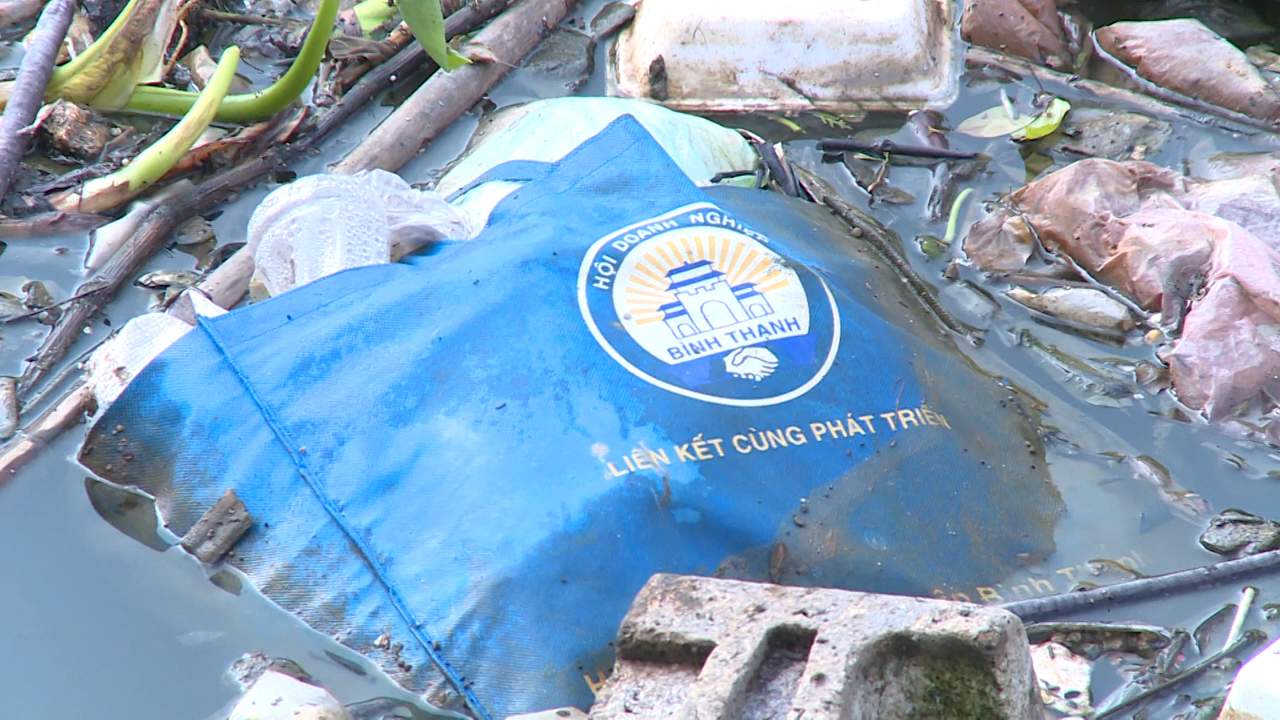 HỘI DOANH NGHIỆP
BÌNH THẠNH
LIÊN KẾT CÙNG PHÁT TRIỂN